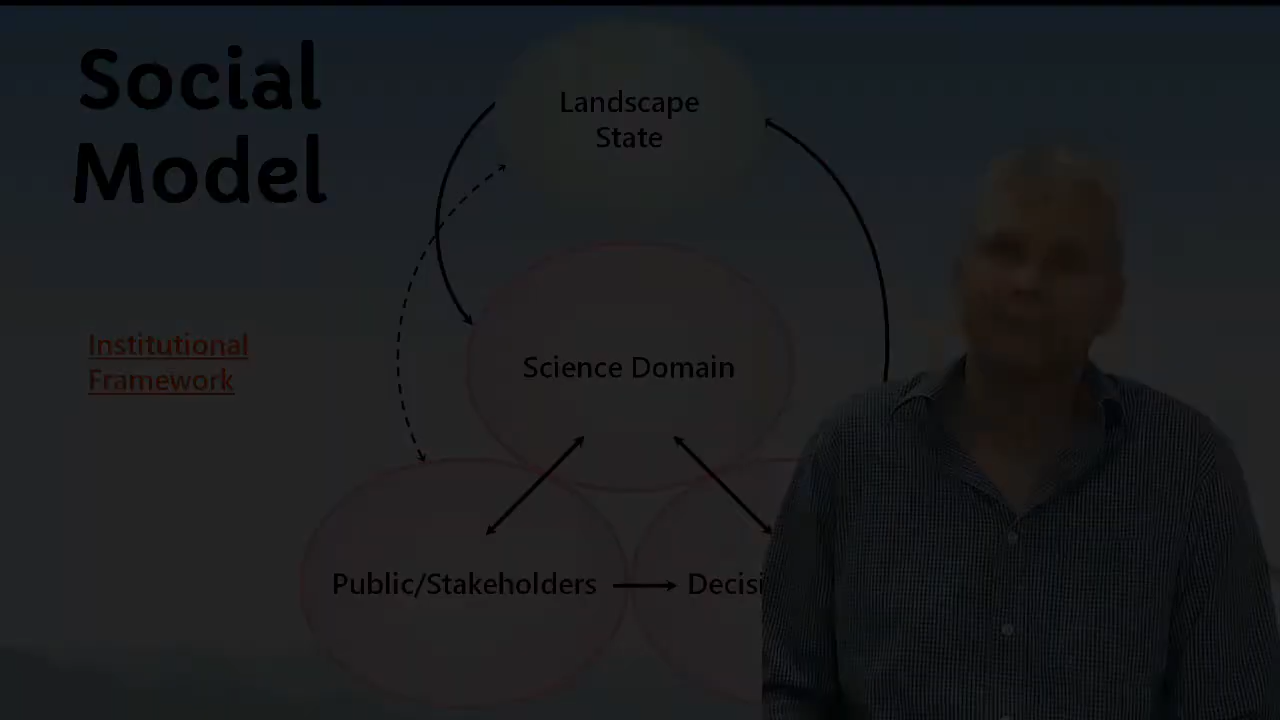 Social
Model
Landscape
State
Institutional
Framework
Science Domain
Public/Stakeholders